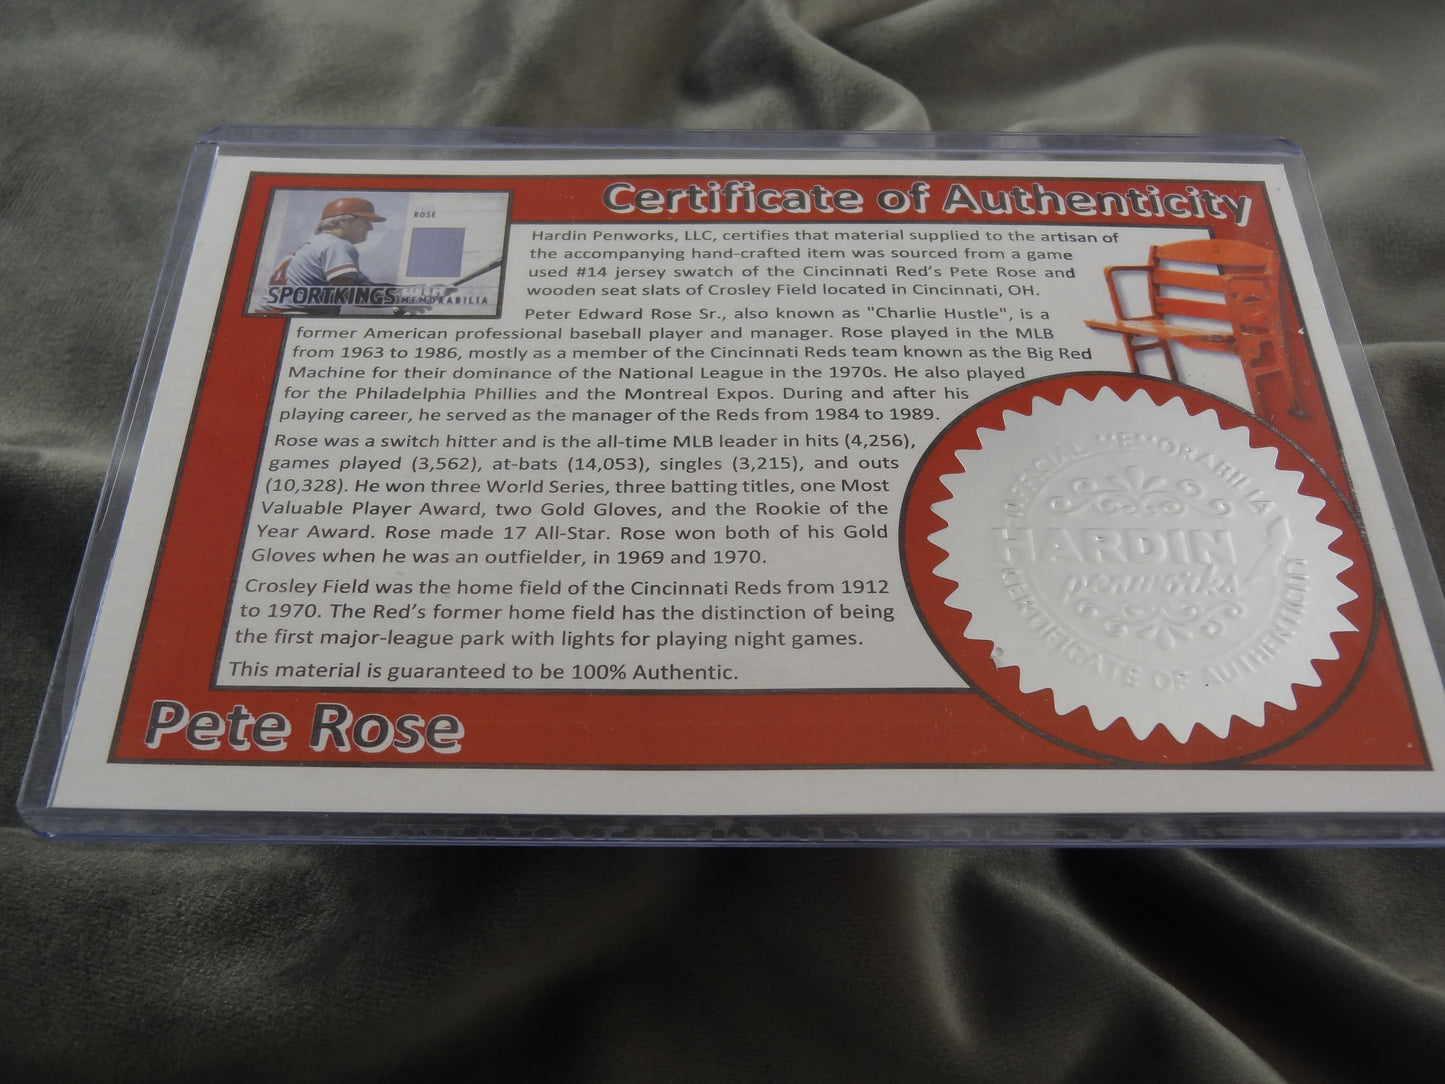 Certificate of Authenticity
ROSE
SPORTKINGS
MEMORABILIA
Hardin Penworks, LLC, certifies that material supplied to the artisan of
the accompanying hand-crafted item was sourced from a game
used #14 jersey swatch of the Cincinnati Red's Pete Rose and
wooden seat slats of Crosley Field located in Cincinnati, OH.
Peter Edward Rose Sr., also known as "Charlie Hustle", is a
former American professional baseball player and manager. Rose played in the MLB
from 1963 to 1986, mostly as a member of the Cincinnati Reds team known as the Big Red
Machine for their dominance of the National League in the 1970s. He also played
for the Philadelphia Phillies and the Montreal Expos. During and after his
playing career, he served as the manager of the Reds from 1984 to 1989.
Rose was a switch hitter and is the all-time MLB leader in hits (4,256),
games played (3,562), at-bats (14,053), singles (3,215), and outs
(10,328). He won three World Series, three batting titles, one Most
Valuable Player Award, two Gold Gloves, and the Rookie of the
Year Award. Rose made 17 All-Star. Rose won both of his Gold
Gloves when he was an outfielder, in 1969 and 1970.
Crosley Field was the home field of the Cincinnati Reds from 1912
to 1970. The Red's former home field has the distinction of being
the first major-league park with lights for playing night games.
This material is guaranteed to be 100% Authentic.
OFFICIAL MEMORABILIA
HARDIN
penworks
CERTIFICATE OF AUTHENTICITY
Pete Rose